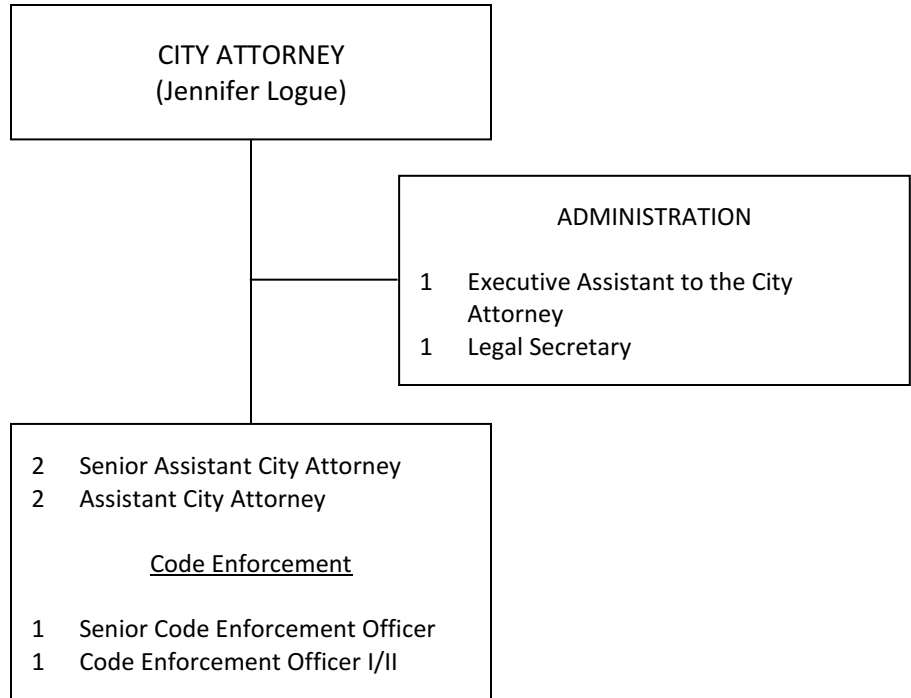 CITY ATTORNEY
(Jennifer Logue)
ADMINISTRATION
1 Executive Assistant to the City
Attorney
1 Legal Secretary
2 Senior Assistant City Attorney
2 Assistant City Attorney
Code Enforcement
1 Senior Code Enforcement Officer
1 Code Enforcement Officer I/II